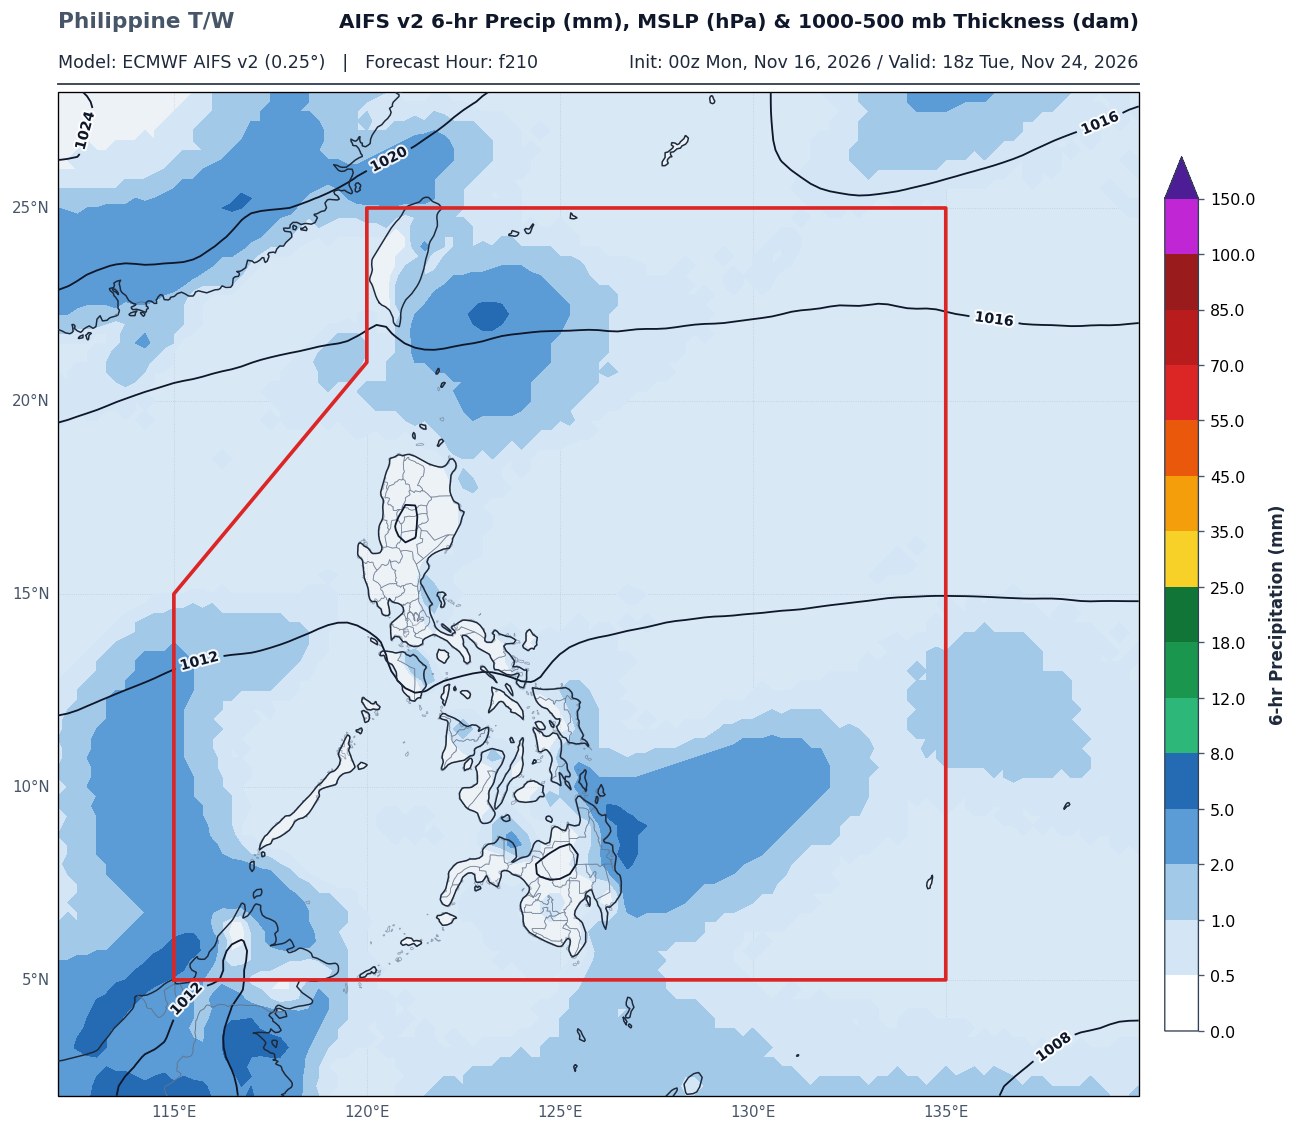 Philippine T/W
AIFS v2 6-hr Precip (mm), MSLP (hPa) & 1000-500 mb Thickness (dam)
Model: ECMWF AIFS v2 (0.25°)   |   Forecast Hour: f210
Init: 00z Mon, Nov 16, 2026 / Valid: 18z Tue, Nov 24, 2026
1024
1020
1016
1016
1012
1012
1008
25°N
20°N
15°N
10°N
5°N
115°E
120°E
125°E
130°E
135°E
150.0
100.0
85.0
70.0
55.0
45.0
35.0
25.0
18.0
12.0
8.0
5.0
2.0
1.0
0.5
0.0
6-hr Precipitation (mm)